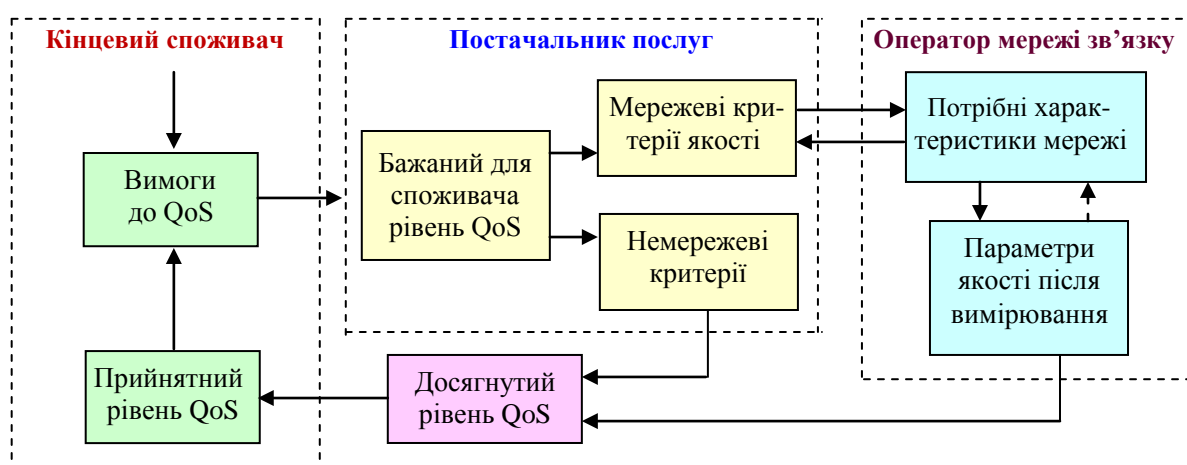 Кінцевий споживач
Постачальник послуг
Оператор мережі зв’язку
Вимоги
до QoS
Бажаний для
споживача
рівень QoS
Мережеві кри-
терії якості
Немережеві
критерії
Потрібні харак-
теристики мережі
Параметри
якості після
вимірювання
Прийнятний
рівень QoS
Досягнутий
рівень QoS